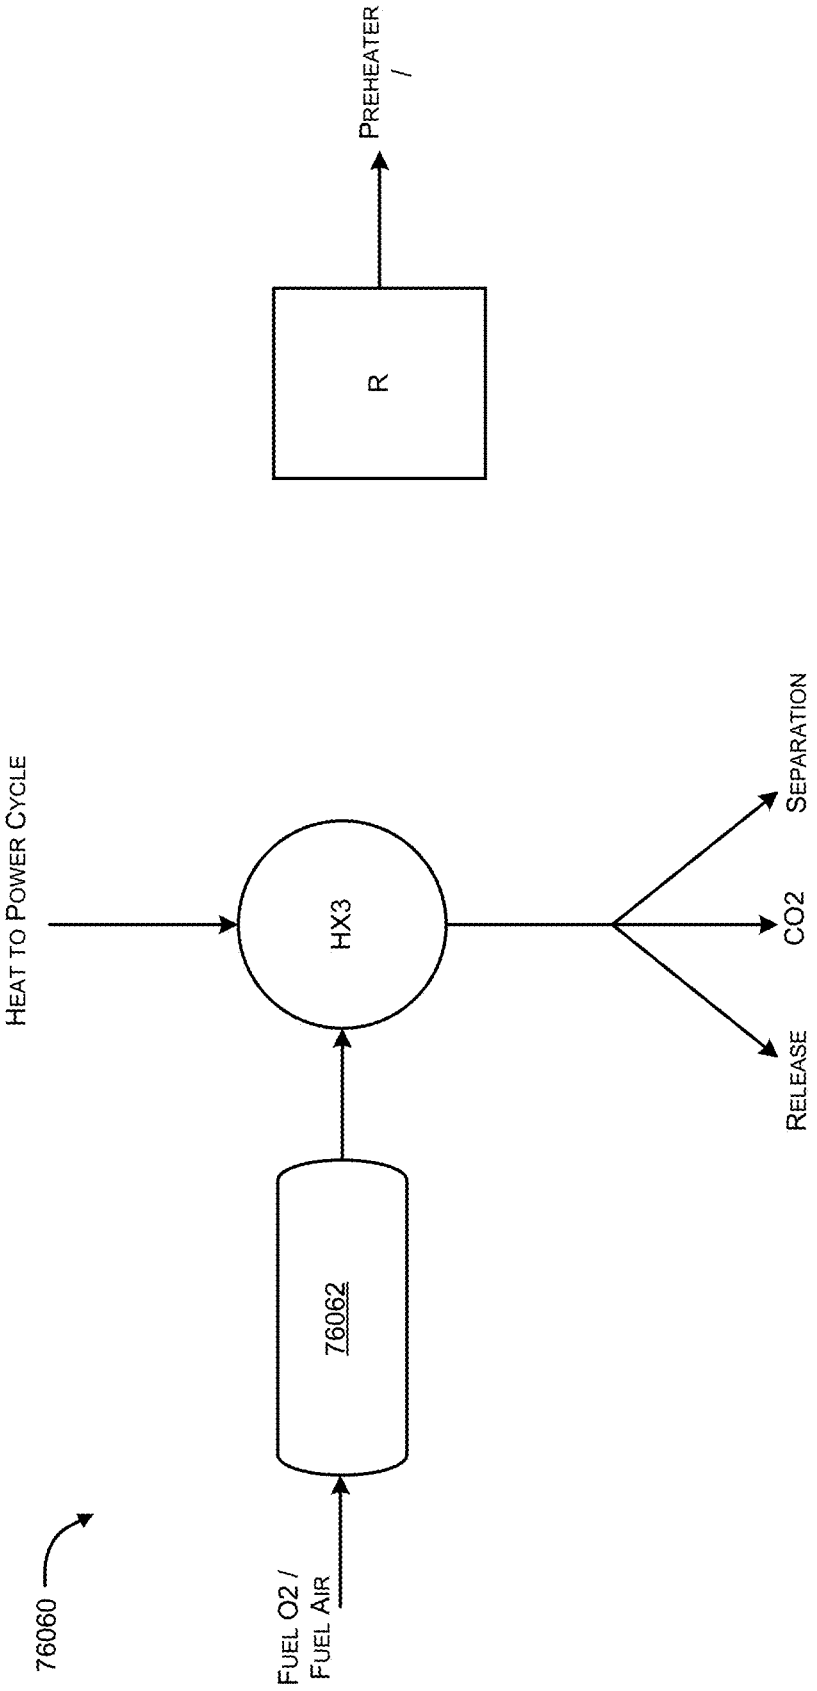 76060
HEAT TO POWER CYCLE
PREHEATER
/
FUEL O2 /
FUEL AIR
76062
HX3
R
RELEASE
CO2
SEPARATION